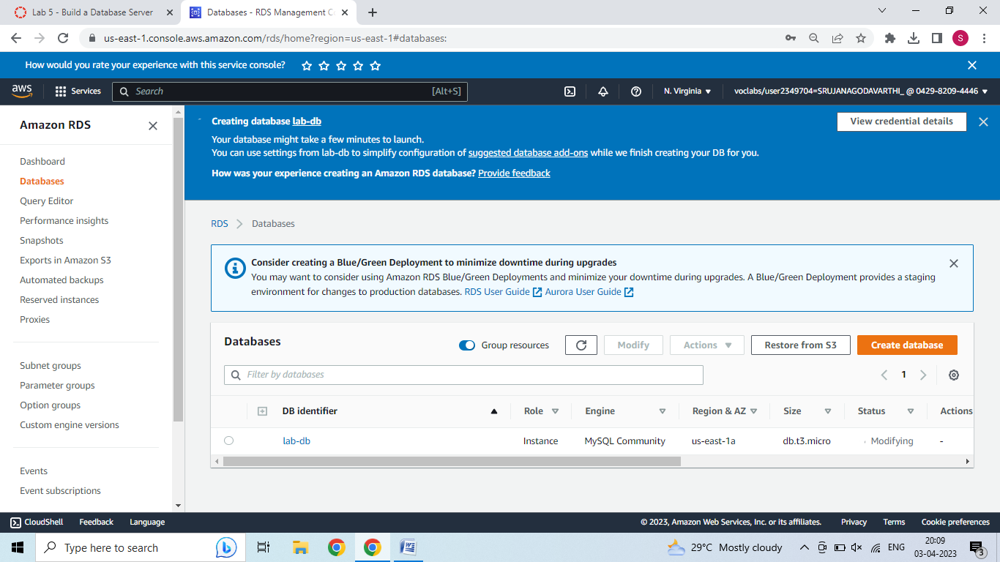 Lab 5 - Build a Database Server
Databases - RDS Management C
us-east-1.console.aws.amazon.com/rds/home?region=us-east-1#databases:
S
How would you rate your experience with this service console?
aws
Services
Search
[Alt+S]
N. Virginia
voclabs/user2349704=SRUJANAGODAVARTHI_ @ 0429-8209-4446
Amazon RDS
Dashboard
Databases
Query Editor
Performance insights
Snapshots
Exports in Amazon S3
Automated backups
Reserved instances
Proxies
Subnet groups
Parameter groups
Option groups
Custom engine versions
Events
Event subscriptions
Creating database lab-db
View credential details
Your database might take a few minutes to launch.
You can use settings from lab-db to simplify configuration of suggested database add-ons while we finish creating your DB for you.
How was your experience creating an Amazon RDS database? Provide feedback
RDS
Databases
Consider creating a Blue/Green Deployment to minimize downtime during upgrades
You may want to consider using Amazon RDS Blue/Green Deployments and minimize your downtime during upgrades. A Blue/Green Deployment provides a staging
environment for changes to production databases. RDS User Guide Aurora User Guide
Databases
Group resources
Modify
Actions
Restore from S3
Create database
Filter by databases
1
DB identifier Role Engine Region & AZ Size Status Actions
lab-db Instance MySQL Community us-east-1a db.t3.micro Modifying -
CloudShell Feedback Language
© 2023, Amazon Web Services, Inc. or its affiliates. Privacy Terms Cookie preferences
Type here to search
29°C Mostly cloudy
ENG
20:09
03-04-2023
3